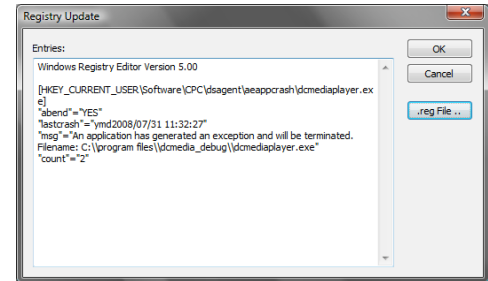 Registry Update
Entries:
OK
Windows Registry Editor Version 5.00
Cancel
[HKEY_CURRENT_USER\Software\CPC\dsagent\aeappcrash\dcmediaplayer.ex
e]
.reg File ..
"abend"="YES"
"lastcrash"="ymd2008/07/31 11:32:27"
"msg"="An application has generated an exception and will be terminated.
Filename: C:\\program files\\dcmedia_debug\\dcmediaplayer.exe"
"count"="2"